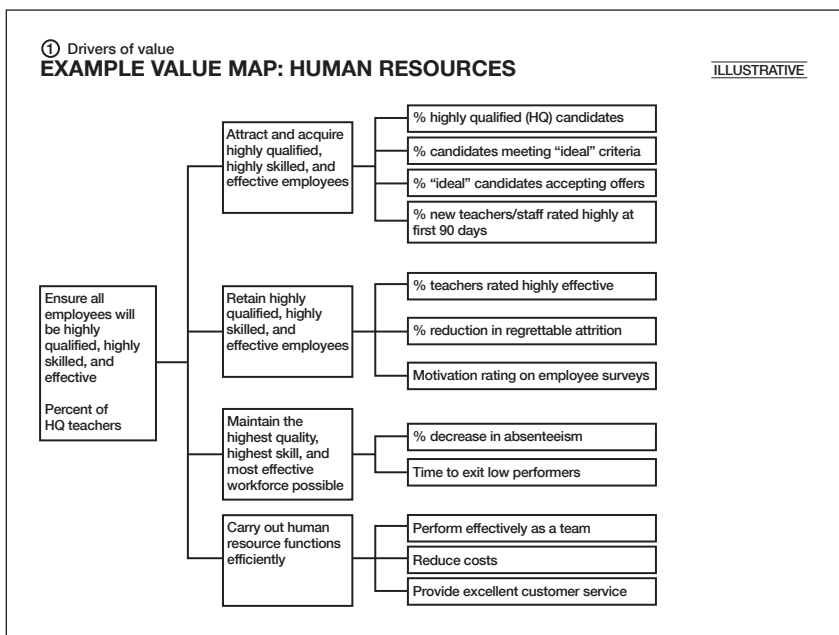 ① Drivers of value
EXAMPLE VALUE MAP: HUMAN RESOURCES
ILLUSTRATIVE
Ensure all
employees will
be highly
qualified, highly
skilled, and
effective
Percent of
HQ teachers
Attract and acquire
highly qualified,
highly skilled, and
effective employees
% highly qualified (HQ) candidates
% candidates meeting “ideal” criteria
% “ideal” candidates accepting offers
% new teachers/staff rated highly at
first 90 days
Retain highly
qualified, highly
skilled, and
effective employees
% teachers rated highly effective
% reduction in regrettable attrition
Motivation rating on employee surveys
Maintain the
highest quality,
highest skill, and
most effective
workforce possible
% decrease in absenteeism
Time to exit low performers
Carry out human
resource functions
efficiently
Perform effectively as a team
Reduce costs
Provide excellent customer service